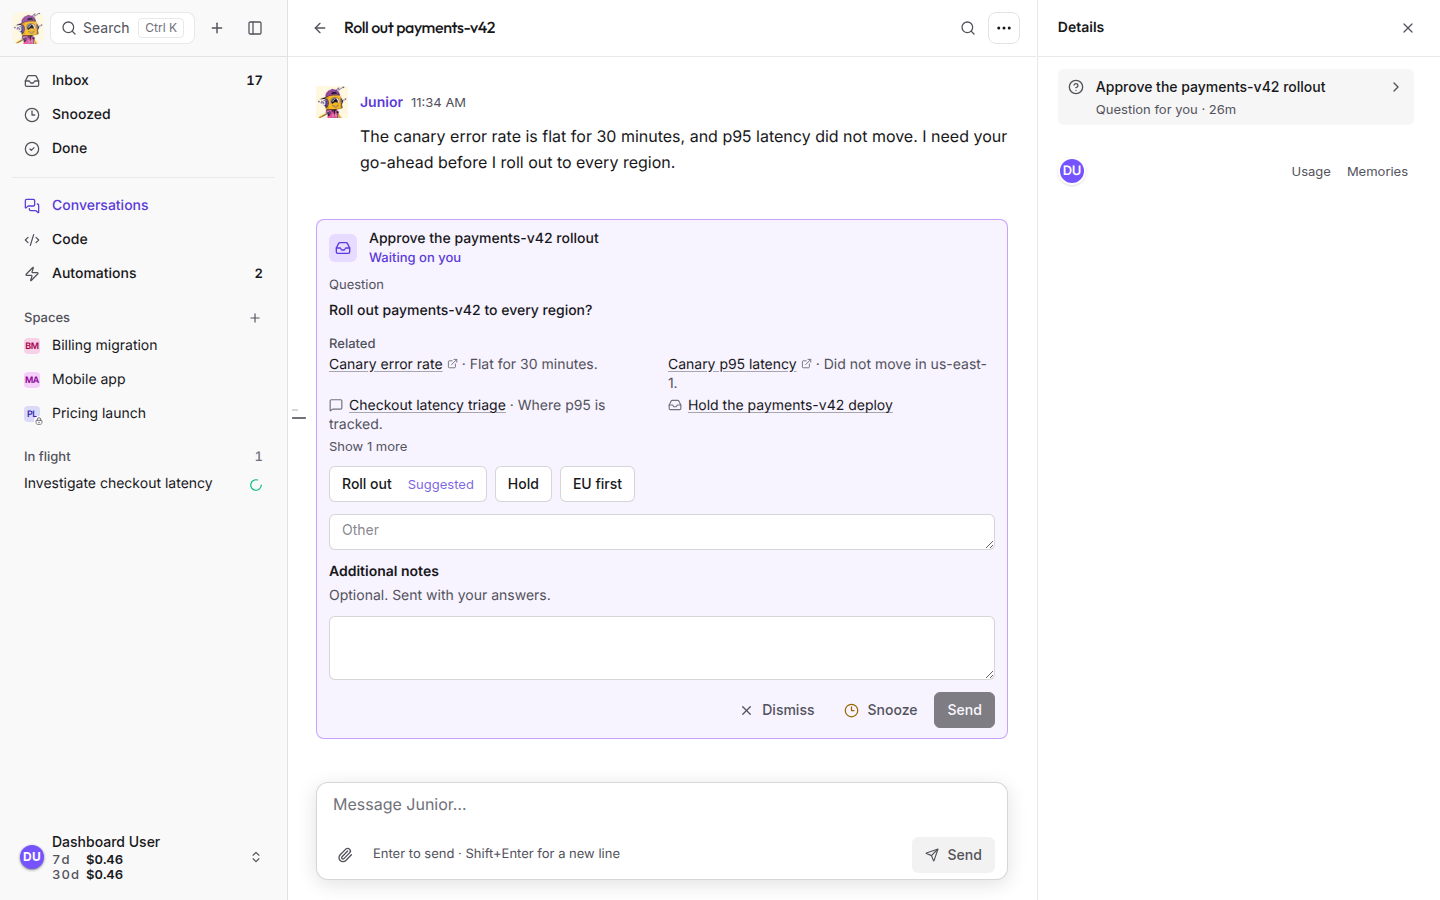 Search Ctrl K
Inbox 17
Snoozed
Done
Conversations
Code
Automations 2
Spaces
BM Billing migration
MA Mobile app
PL Pricing launch
In flight 1
Investigate checkout latency
DU Dashboard User
7d $0.46
30d $0.46
Roll out payments-v42
Junior 11:34 AM
The canary error rate is flat for 30 minutes, and p95 latency did not move. I need your
go-ahead before I roll out to every region.
Approve the payments-v42 rollout
Waiting on you
Question
Roll out payments-v42 to every region?
Related
Canary error rate · Flat for 30 minutes.
Canary p95 latency · Did not move in us-east-
1.
Checkout latency triage · Where p95 is
tracked.
Hold the payments-v42 deploy
Show 1 more
Roll out Suggested Hold EU first
Other
Additional notes
Optional. Sent with your answers.
Dismiss Snooze Send
Message Junior...
Enter to send · Shift+Enter for a new line Send
Details
Approve the payments-v42 rollout
Question for you · 26m
DU Usage Memories